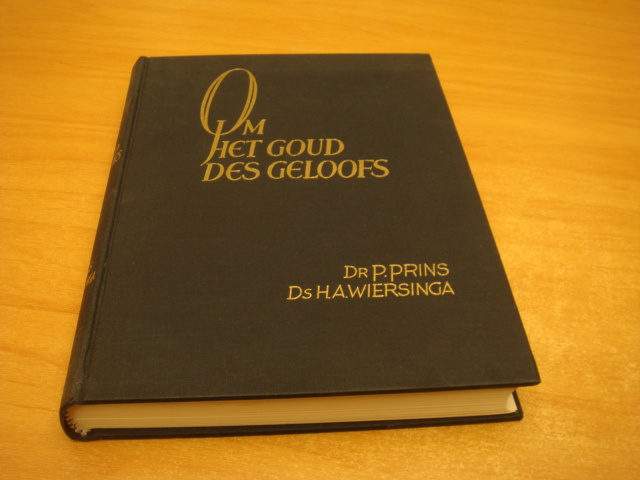 OM
HET GOUD
DES GELOOFS
DR P. PRINS
DS H.A. WIERSINGA